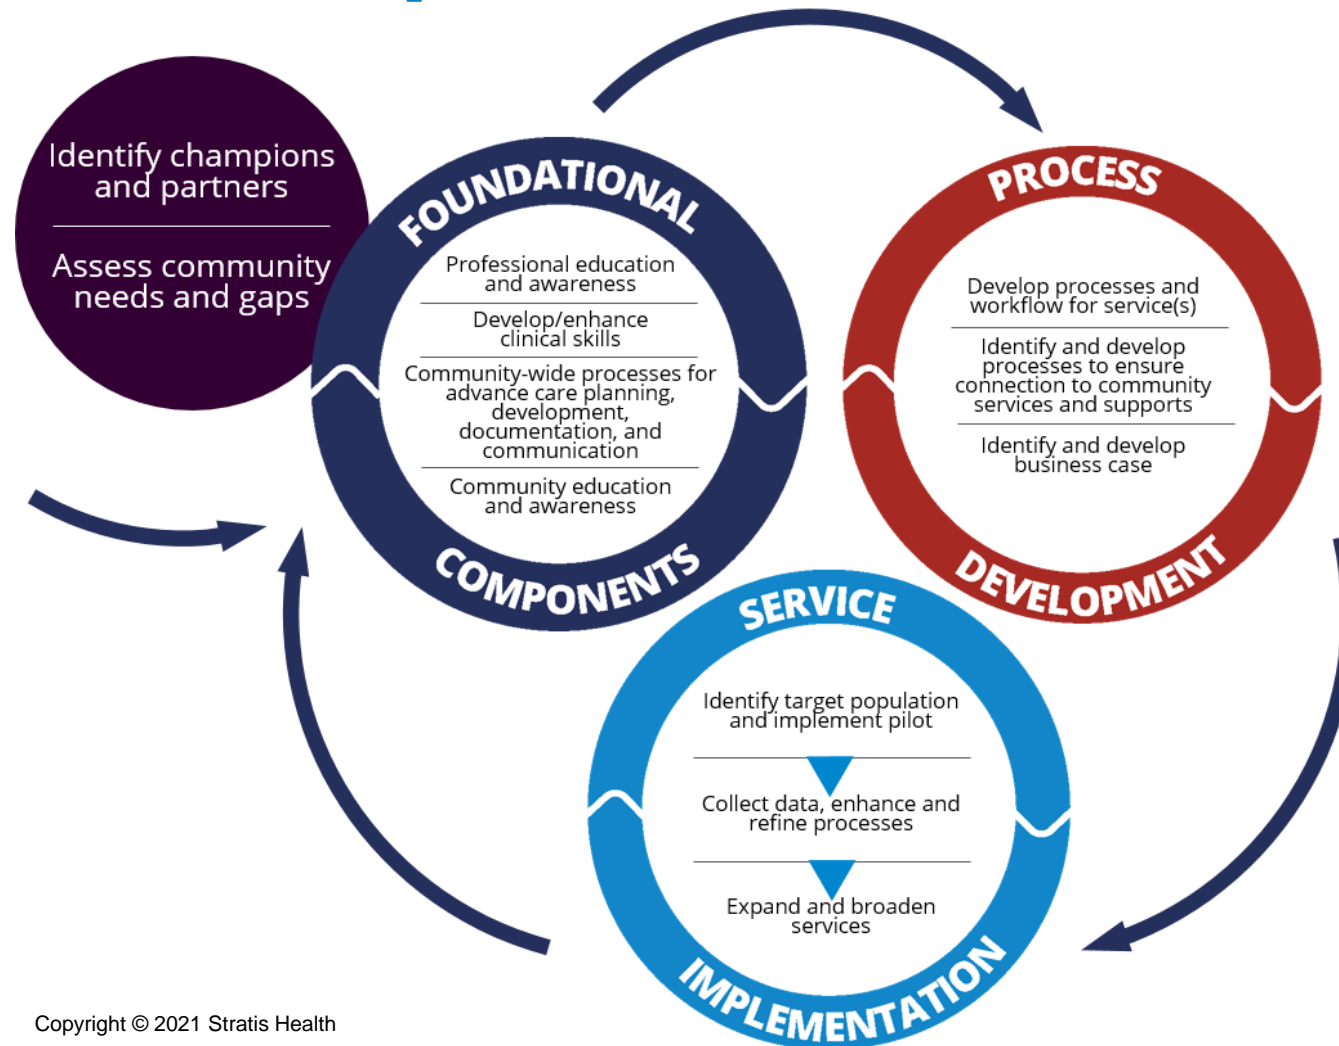 Identify champions
and partners
Assess community
needs and gaps
FOUNDATIONAL
Professional education
and awareness
Develop/enhance
clinical skills
Community-wide processes for
advance care planning,
development,
documentation, and
communication
Community education
and awareness
COMPONENTS
PROCESS
Develop processes and
workflow for service(s)
Identify and develop
processes to ensure
connection to community
services and supports
Identify and develop
business case
DEVELOPMENT
SERVICE
Identify target population
and implement pilot
Collect data, enhance and
refine processes
Expand and broaden
services
IMPLEMENTATION
Copyright © 2021 Stratis Health